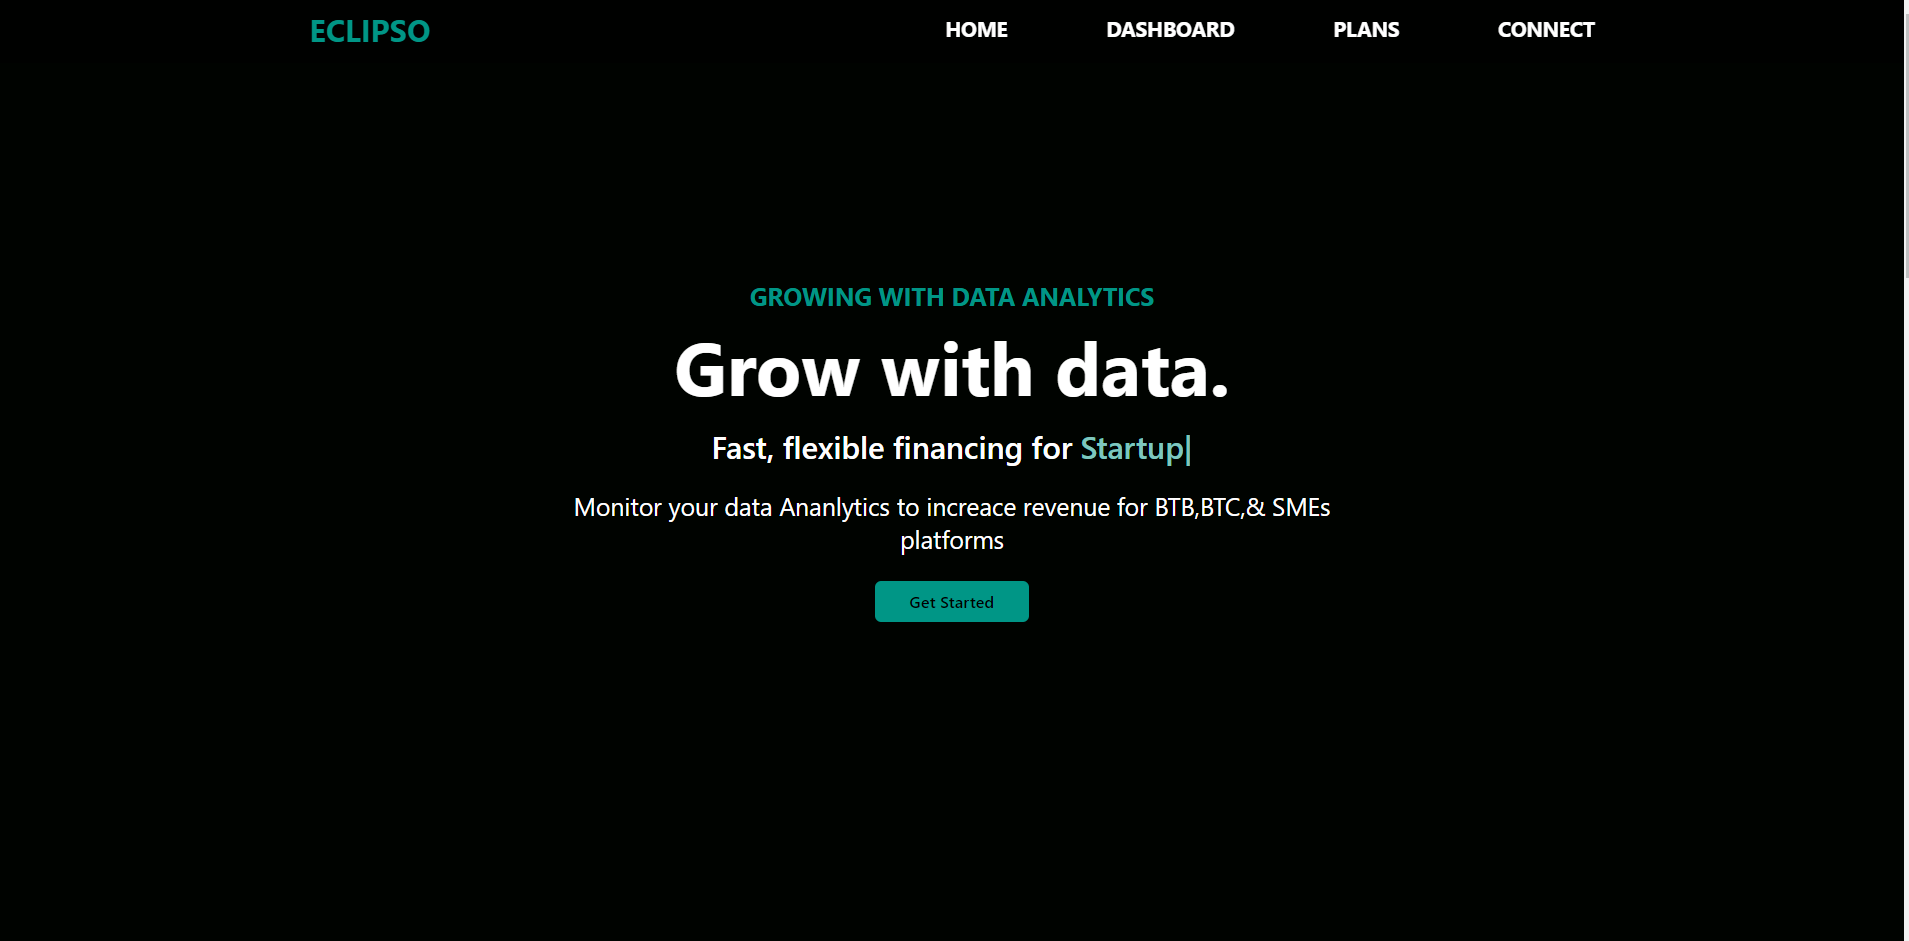 ECLIPSO
HOME
DASHBOARD
PLANS
CONNECT
GROWING WITH DATA ANALYTICS
Grow with data.
Fast, flexible financing for Startup|
Monitor your data Ananlytics to increace revenue for BTB,BTC,& SMEs
platforms
Get Started